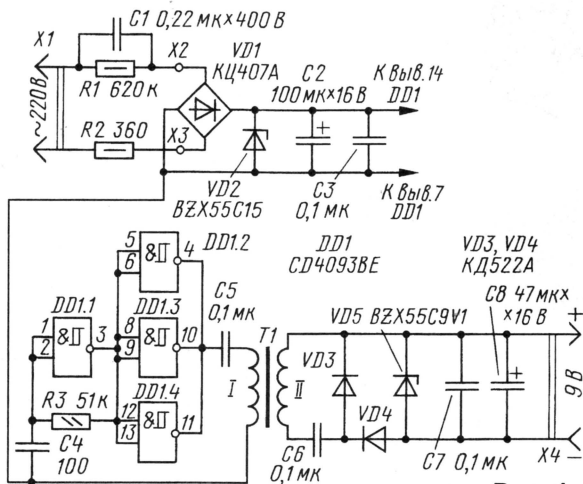 C1 0,22 мк×400 В
X1
X2
VD1
КЦ407А
R1 620 к
~220В
R2 360
X3
C2
100 мк×16 В
К выв.14
DD1
+
VD2
BZX55C15
C3
0,1 мк
К выв.7
DD1
DD1.2
5
6
&
4
DD1
CD4093BE
VD3, VD4
КД522А
C5
0,1 мк
C8 47 мк×
×16 В
DD1.1
1
2
&
3
DD1.3
8
9
&
10
T1
I
II
VD5 BZX55C9V1
VD3
+
+
9 В
DD1.4
R3 51к
12
13
&
11
VD4
C4
100
C6
0,1 мк
C7 0,1 мк
X4
−